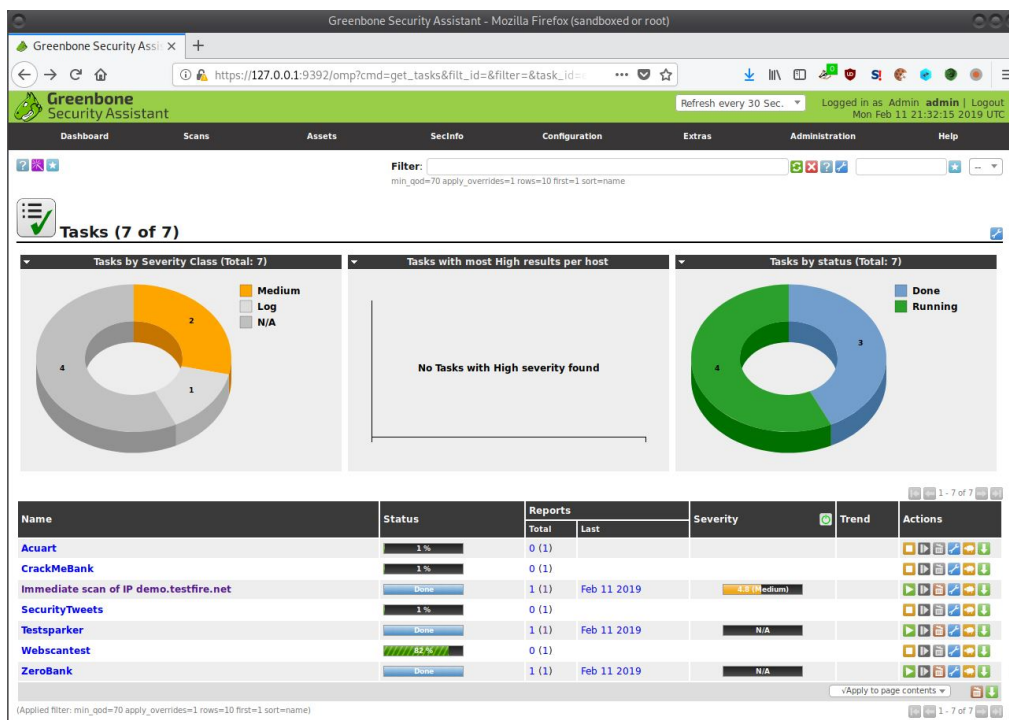 Greenbone Security Assistant - Mozilla Firefox (sandboxed or root)
Greenbone Security Assis
https://127.0.0.1:9392/omp?cmd=get_tasks&filt_id=&filter=&task_id=
Greenbone
Security Assistant
Refresh every 30 Sec.
Logged in as Admin admin | Logout
Mon Feb 11 21:32:15 2019 UTC
Dashboard Scans Assets SecInfo Configuration Extras Administration Help
Filter:
--
min_qod=70 apply_overrides=1 rows=10 first=1 sort=name
Tasks (7 of 7)
Tasks by Severity Class (Total: 7)
Medium
Log
N/A
2
4
1
Tasks with most High results per host
No Tasks with High severity found
Tasks by status (Total: 7)
Done
Running
3
4
1 - 7 of 7
Name Status Reports Severity Trend Actions
Total Last
Acuart 1 % 0 (1)
CrackMeBank 1 % 0 (1)
Immediate scan of IP demo.testfire.net Done 1 (1) Feb 11 2019 4.8 (Medium)
SecurityTweets 1 % 0 (1)
Testsparker Done 1 (1) Feb 11 2019 N/A
Webscantest 82 % 0 (1)
ZeroBank Done 1 (1) Feb 11 2019 N/A
√Apply to page contents
(Applied filter: min_qod=70 apply_overrides=1 rows=10 first=1 sort=name)
1 - 7 of 7